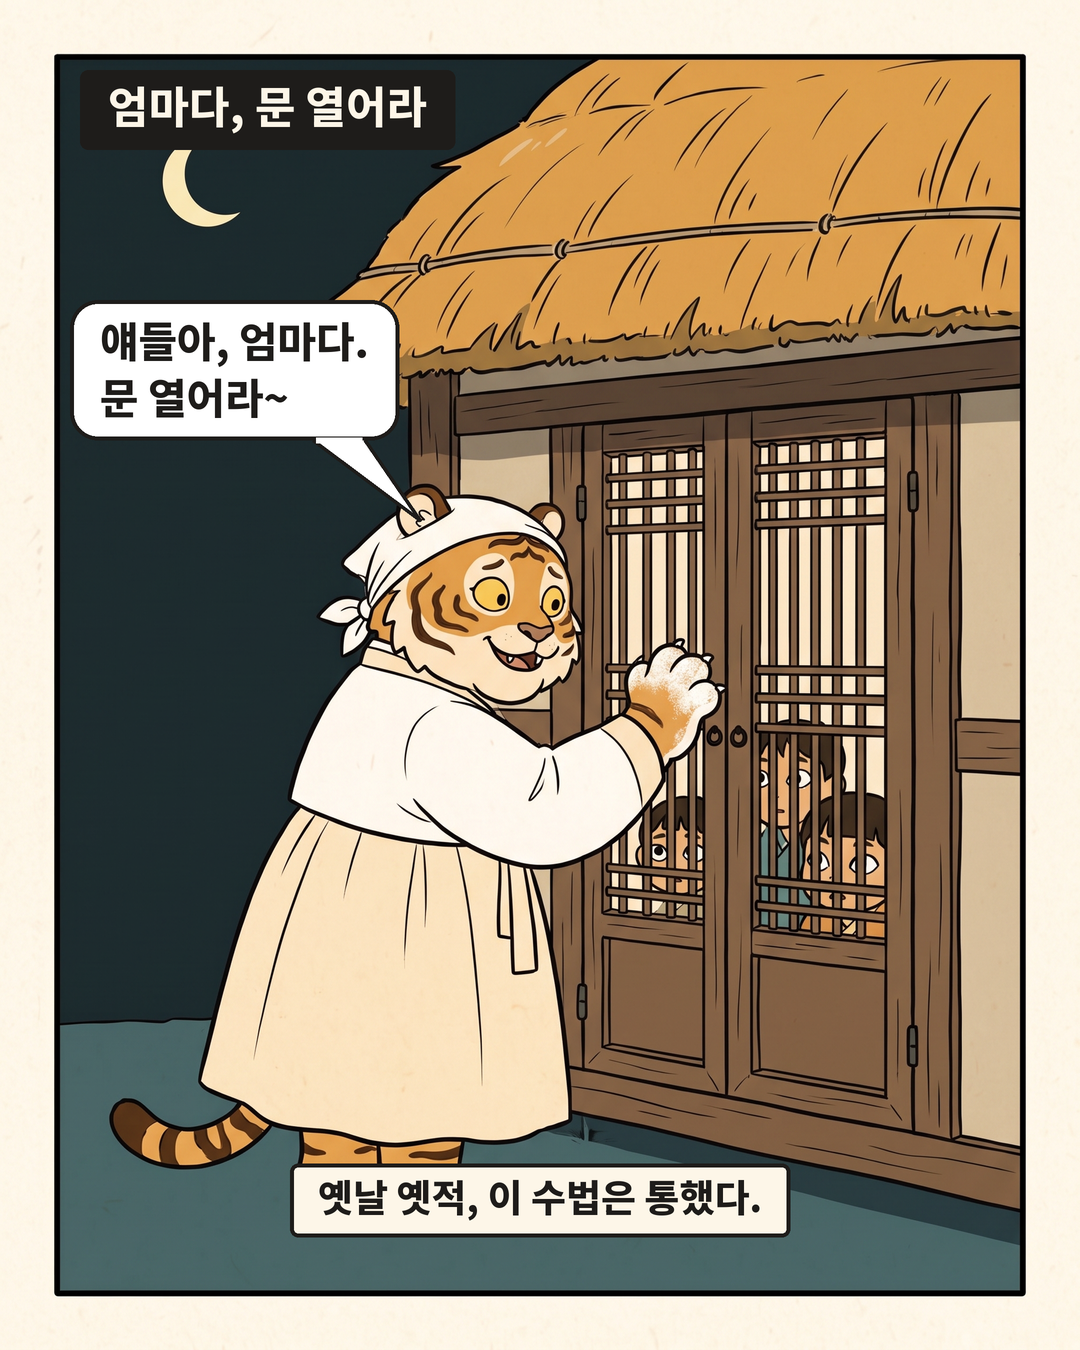 엄마다, 문 열어라
얘들아, 엄마다.
문 열어라~
옛날 옛적, 이 수법은 통했다.